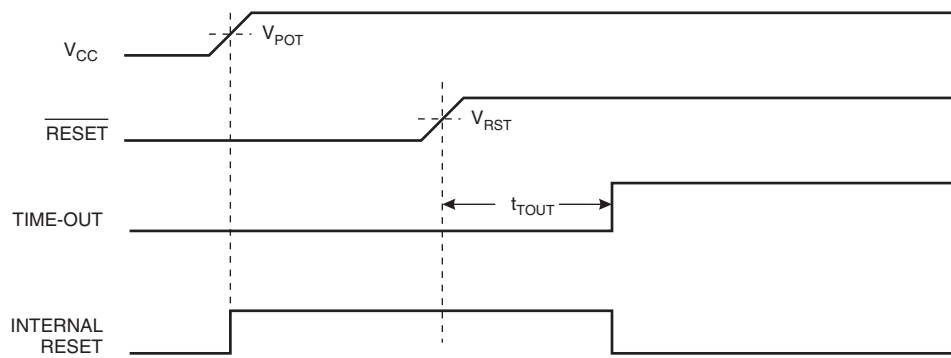 V_CC
V_POT
RESET
V_RST
TIME-OUT
t_TOUT
INTERNAL
RESET